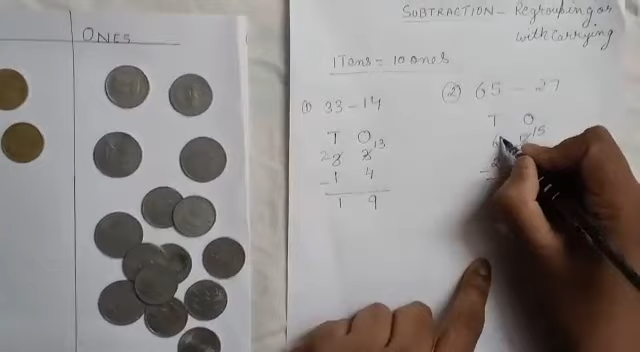 ONES
SUBTRACTION - Regrouping or
with carrying
1 Tens = 10 ones
① 33-14
T O
2 3 3 13
- 1 4
1 9
② 65 - 27
T O
15